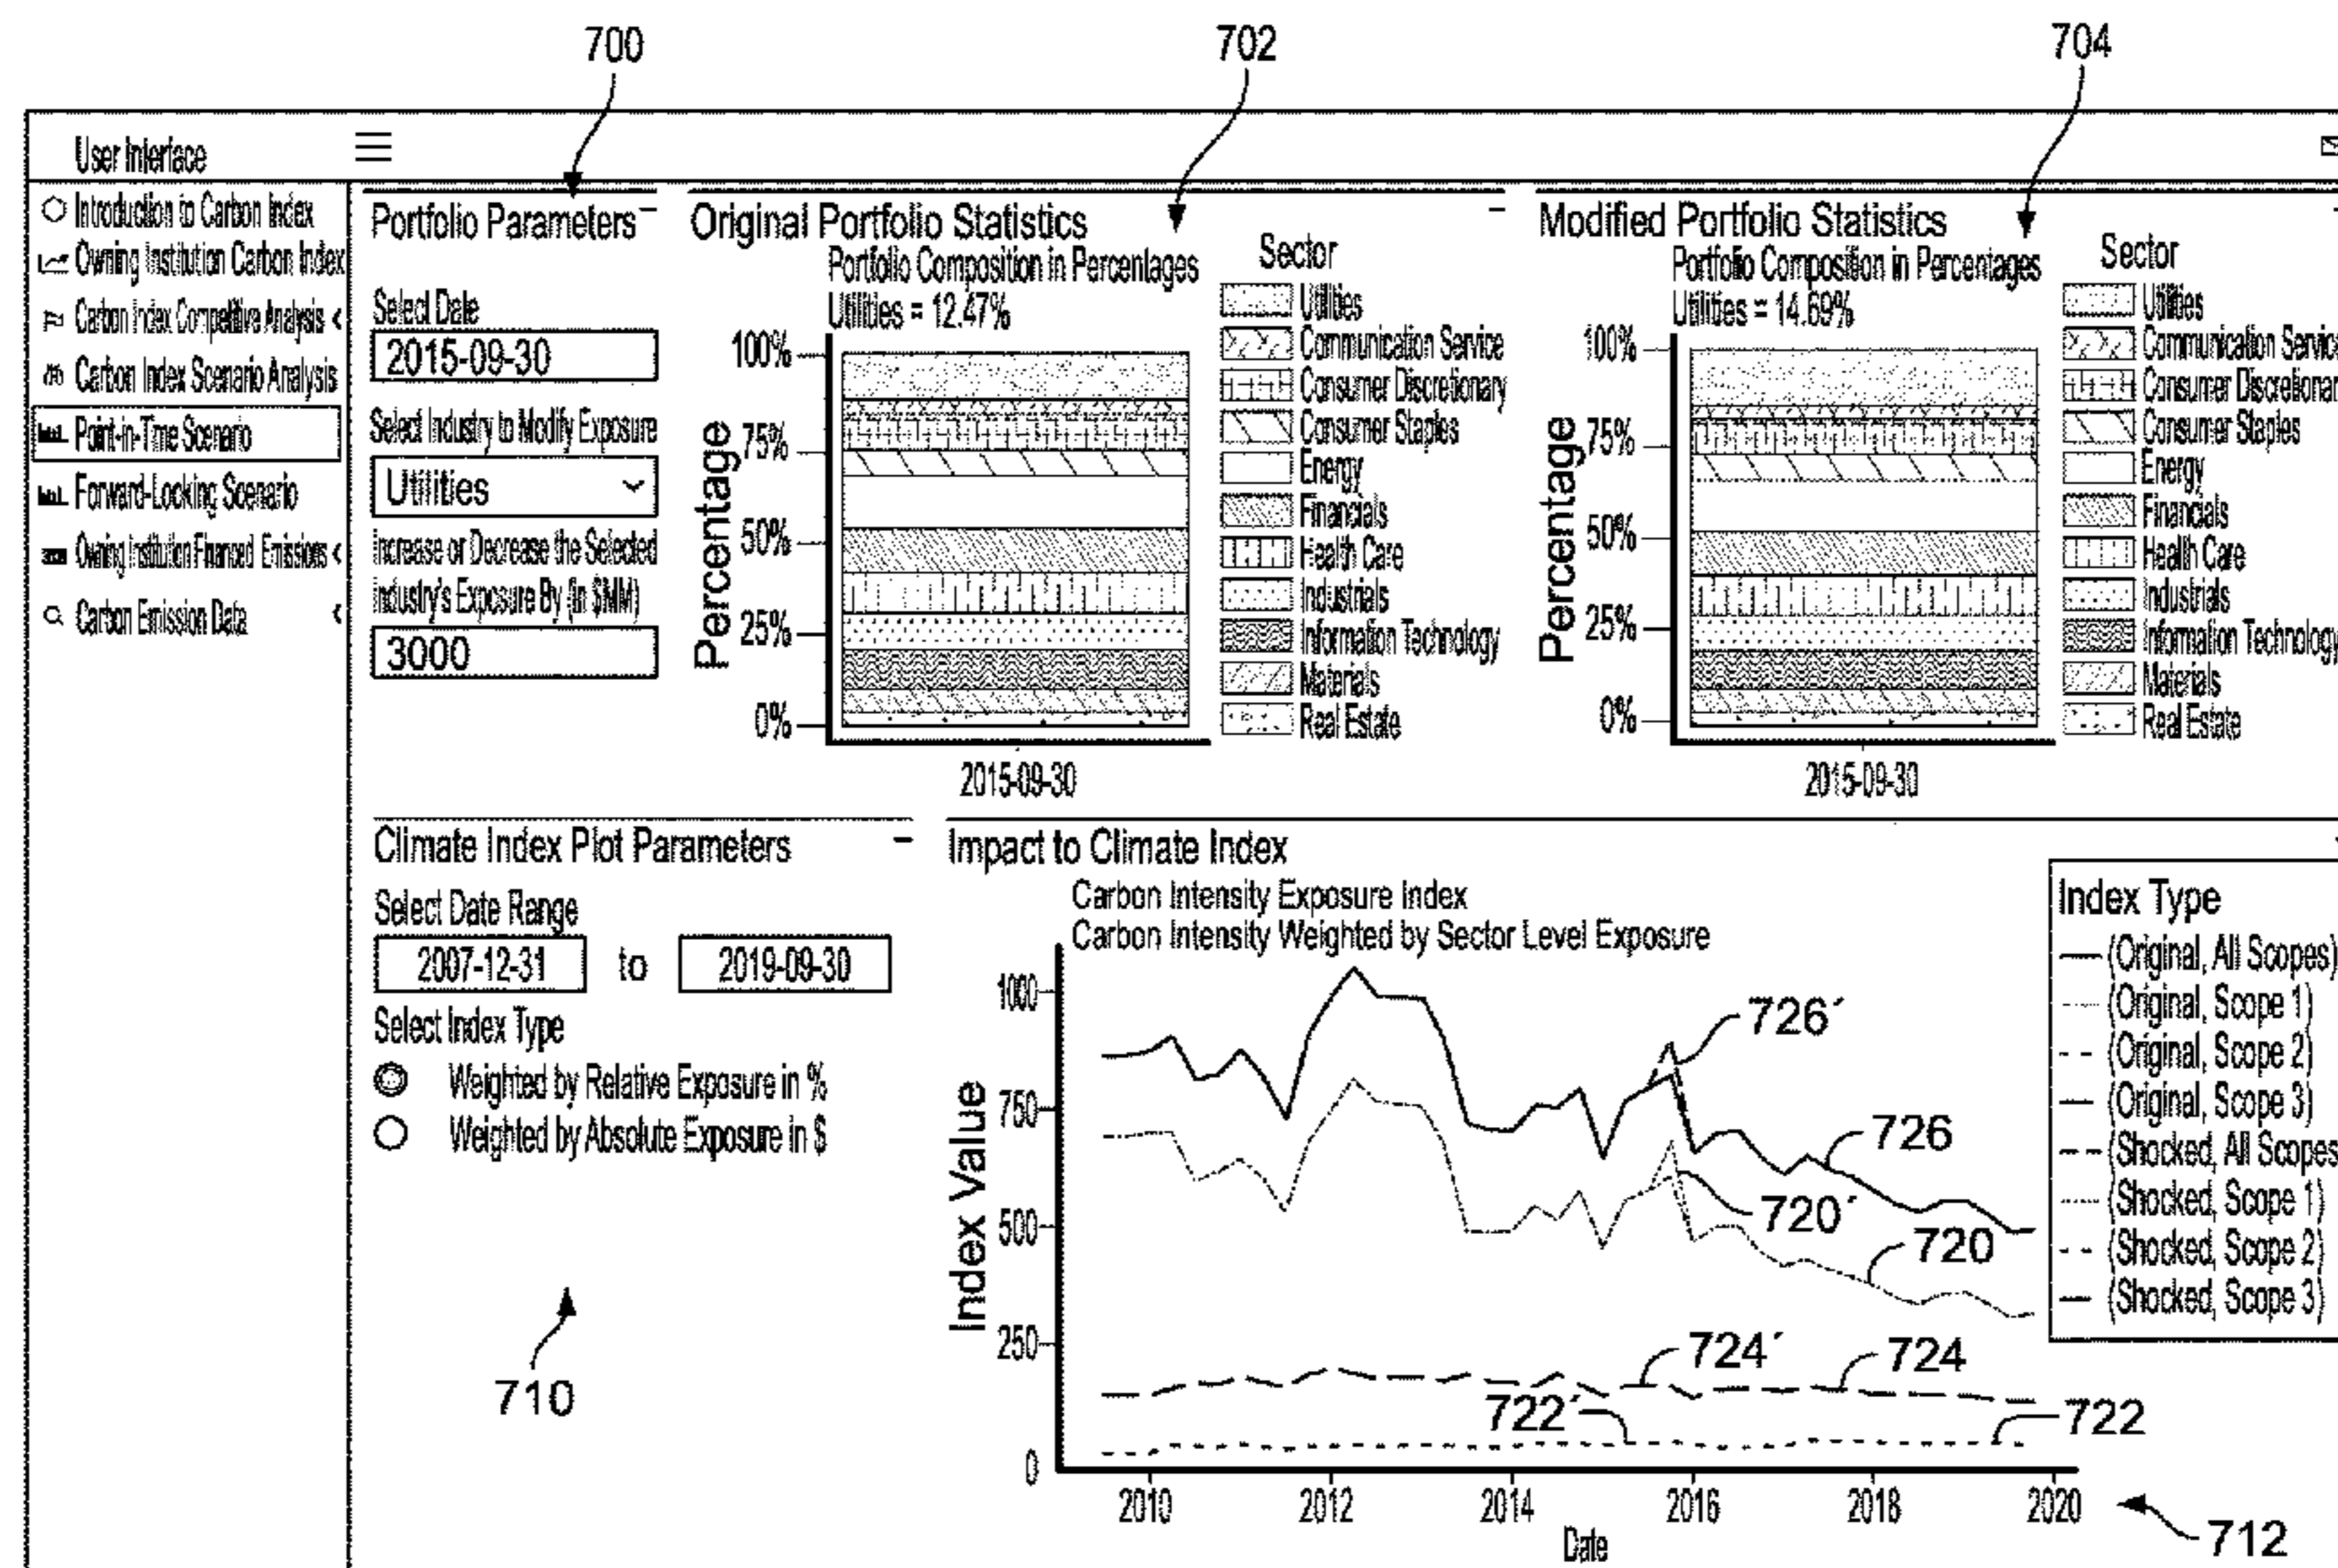 700
702
704
User Interface
Introduction to Carbon Index
Owning Institution Carbon Index
Carbon Index Competitive Analysis <
Carbon Index Scenario Analysis
Point-in-Time Scenario
Forward-Looking Scenario
Owning Institution Financed Emissions <
Carbon Emission Data <
Portfolio Parameters
Select Date
2015-09-30
Select Industry to Modify Exposure
Utilities
Increase or Decrease the Selected
Industry's Exposure By (in $MM)
3000
Original Portfolio Statistics
Portfolio Composition in Percentages
Utilities = 12.47%
Percentage
100%
75%
50%
25%
0%
2015-09-30
Sector
Utilities
Communication Service
Consumer Discretionary
Consumer Staples
Energy
Financials
Health Care
Industrials
Information Technology
Materials
Real Estate
Modified Portfolio Statistics
Portfolio Composition in Percentages
Utilities = 14.69%
Percentage
100%
75%
50%
25%
0%
2015-09-30
Sector
Utilities
Communication Service
Consumer Discretionar
Consumer Staples
Energy
Financials
Health Care
Industrials
Information Technology
Materials
Real Estate
Climate Index Plot Parameters
Select Date Range
2007-12-31 to 2019-09-30
Select Index Type
Weighted by Relative Exposure in %
Weighted by Absolute Exposure in $
710
Impact to Climate Index
Carbon Intensity Exposure Index
Carbon Intensity Weighted by Sector Level Exposure
Index Value
1000
750
500
250
0
726´
726
720´
720
724´
724
722´
722
2010
2012
2014
2016
2018
2020
Date
712
Index Type
(Original, All Scopes)
(Original, Scope 1)
(Original, Scope 2)
(Original, Scope 3)
(Shocked, All Scopes
(Shocked, Scope 1)
(Shocked, Scope 2)
(Shocked, Scope 3)